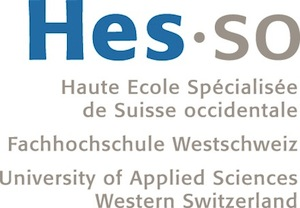 Hes·so
Haute Ecole Spécialisée
de Suisse occidentale
Fachhochschule Westschweiz
University of Applied Sciences
Western Switzerland